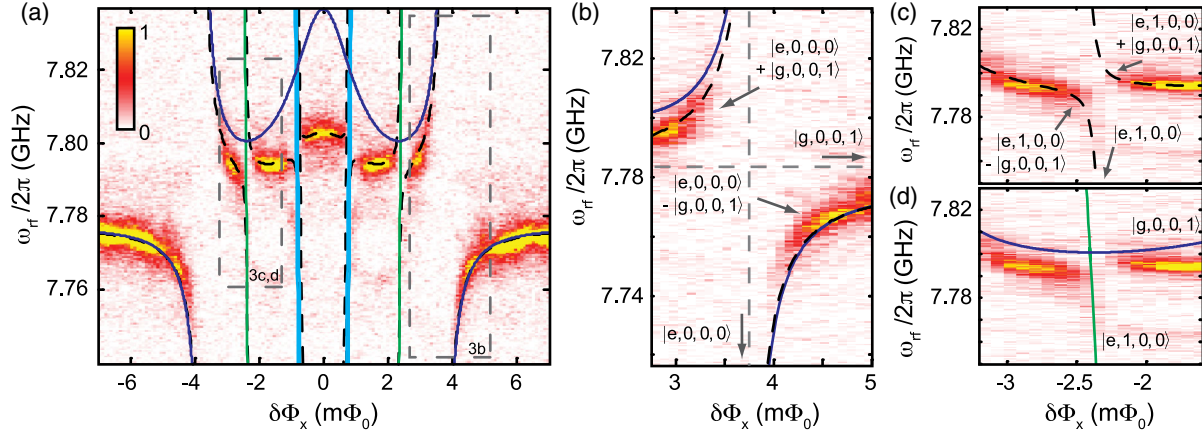 (a)
1
0
7.82
7.80
7.78
7.76
ω_rf /2π (GHz)
3c,d
3b
-6
-4
-2
0
2
4
6
δΦ_x (mΦ_0)
(b)
7.82
7.78
7.74
ω_rf /2π (GHz)
|e,0,0,0⟩
+ |g,0,0,1⟩
|g,0,0,1⟩
|e,0,0,0⟩
- |g,0,0,1⟩
|e,0,0,0⟩
3
4
5
δΦ_x (mΦ_0)
(c)
7.82
7.78
ω_rf /2π (GHz)
|e,1,0,0⟩
+ |g,0,0,1⟩
|e,1,0,0⟩
- |g,0,0,1⟩
|e,1,0,0⟩
(d)
7.82
7.78
ω_rf /2π (GHz)
|g,0,0,1⟩
|e,1,0,0⟩
-3
-2.5
-2
δΦ_x (mΦ_0)